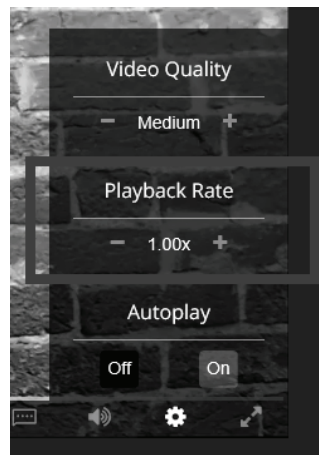 Video Quality
− Medium +
Playback Rate
− 1.00x +
Autoplay
Off On